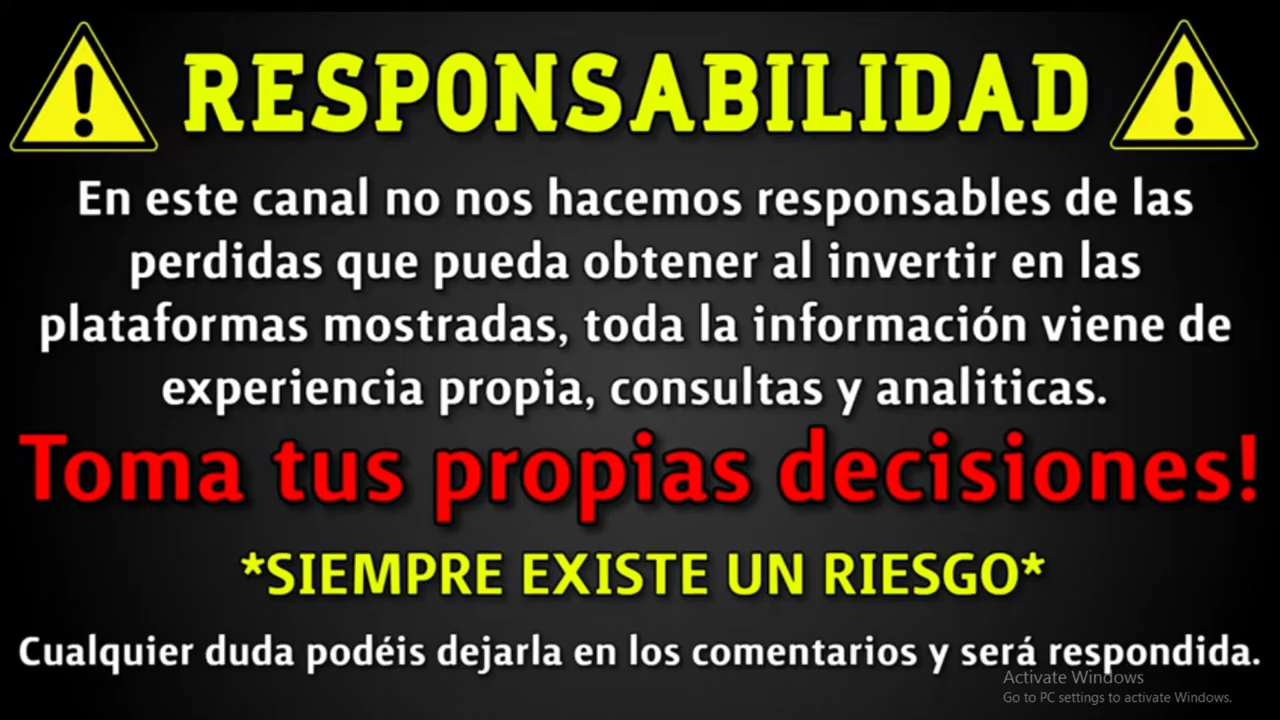 RESPONSABILIDAD
En este canal no nos hacemos responsables de las
perdidas que pueda obtener al invertir en las
plataformas mostradas, toda la información viene de
experiencia propia, consultas y analiticas.
Toma tus propias decisiones!
*SIEMPRE EXISTE UN RIESGO*
Cualquier duda podéis dejarla en los comentarios y será respondida.
Activate Windows
Go to PC settings to activate Windows.